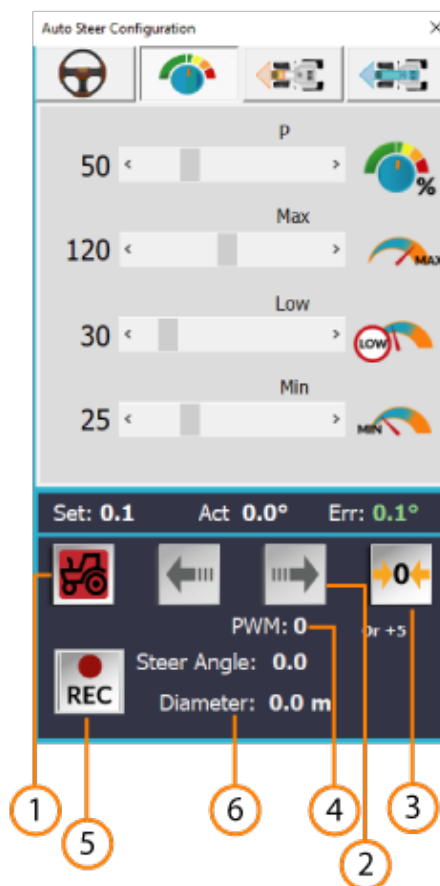 Auto Steer Configuration ×
P
50 %
Max
120 MAX
Low
30 LOW
Min
25 MIN
Set: 0.1 Act 0.0° Err: 0.1°
0
PWM: 0 Or +5
Steer Angle: 0.0
REC
Diameter: 0.0 m
1 5 6 4 2 3